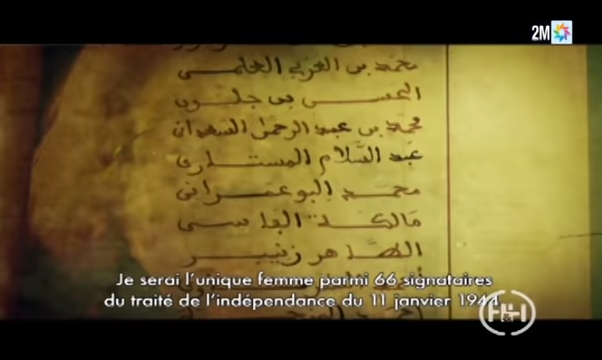 2M
محمد بن العربي العلمي
الحسن بن جلون
محمد بن عبد الرحمن السعداني
عبد السلام المستاري
محمد البوعمراني
مالكة الفاسي
الطاهر زنيبر
Je serai l'unique femme parmi 66 signataires
du traité de l'indépendance du 11 janvier 1944